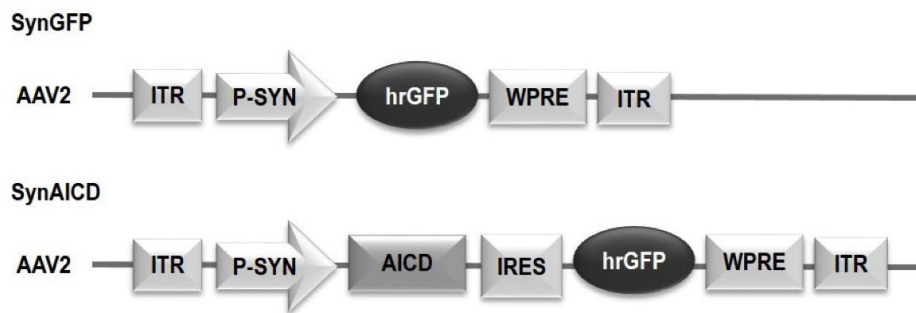 SynGFP
AAV2 ITR P-SYN hrGFP WPRE ITR
SynAICD
AAV2 ITR P-SYN AICD IRES hrGFP WPRE ITR